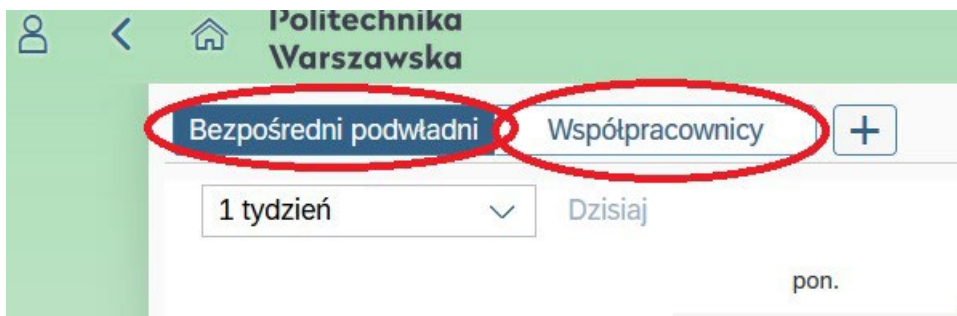 Politechnika
Warszawska
Bezpośredni podwładni
Współpracownicy
+
1 tydzień
Dzisiaj
pon.